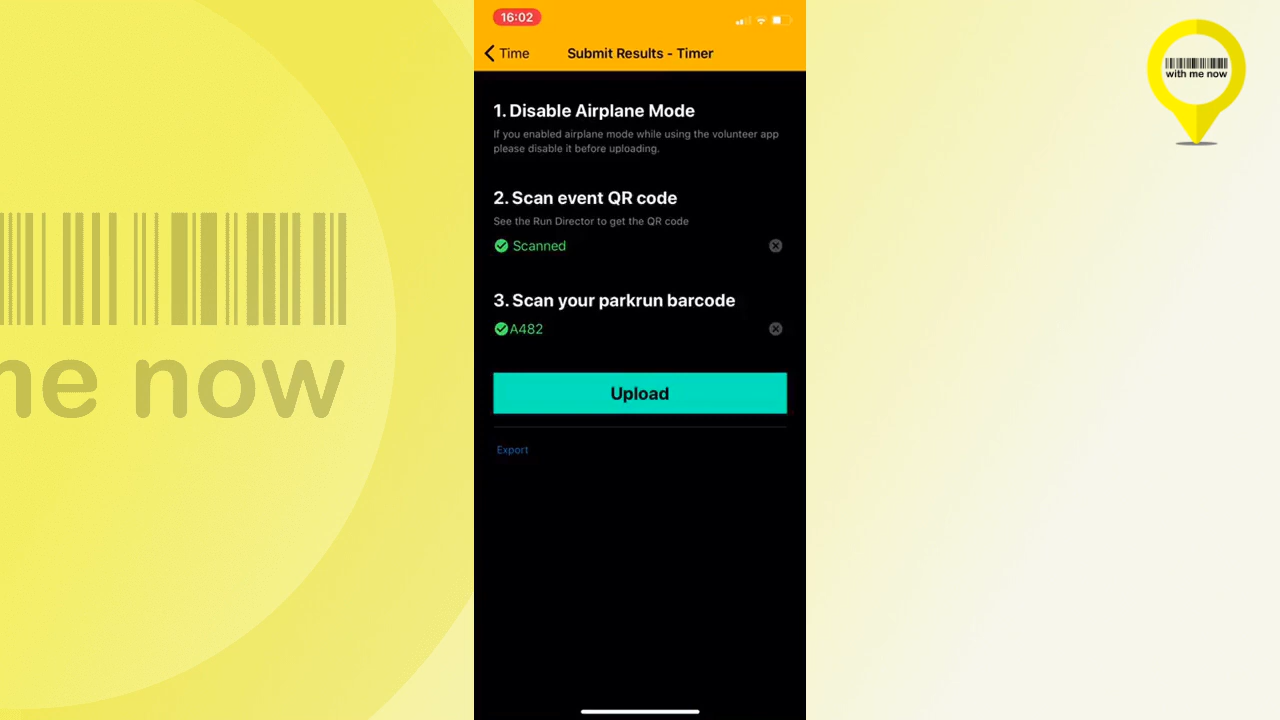 16:02
Time
Submit Results - Timer
with me now
1. Disable Airplane Mode
If you enabled airplane mode while using the volunteer app
please disable it before uploading.
2. Scan event QR code
See the Run Director to get the QR code
Scanned
3. Scan your parkrun barcode
A482
me now
Upload
Export